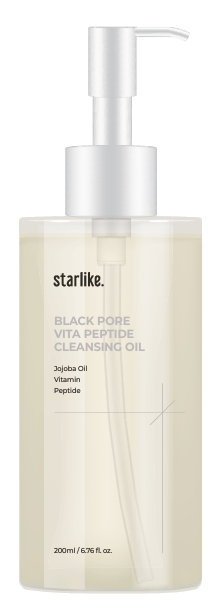 starlike.
BLACK PORE
VITA PEPTIDE
CLEANSING OIL
Jojoba Oil
Vitamin
Peptide
200ml / 6.76 fl. oz.